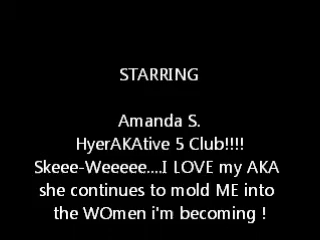 STARRING
Amanda S.
HyerAKAtive 5 Club!!!!
Skeee-Weeeee....I LOVE my AKA
she continues to mold ME into
the WOmen i'm becoming !